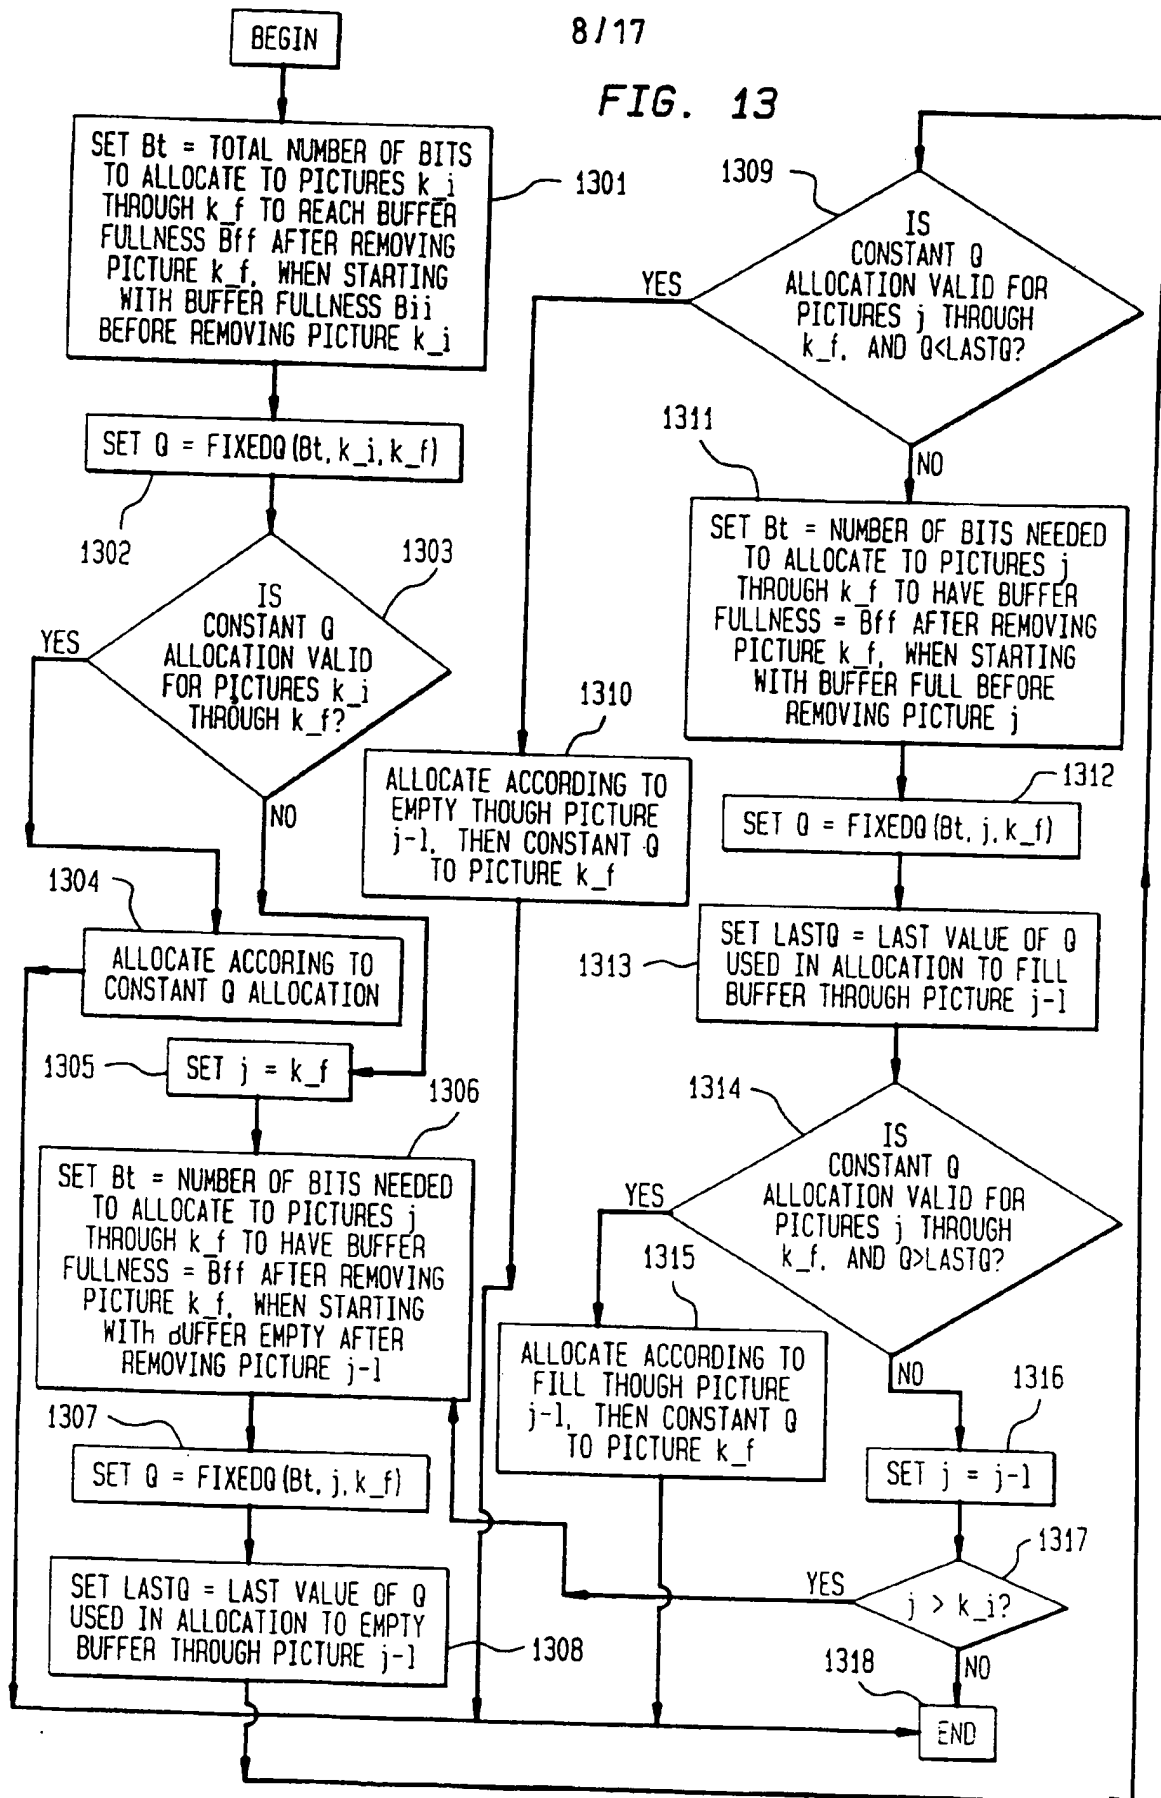 8/17
FIG. 13
BEGIN
SET Bt = TOTAL NUMBER OF BITS
TO ALLOCATE TO PICTURES k_i
THROUGH k_f TO REACH BUFFER
FULLNESS Bff AFTER REMOVING
PICTURE k_f, WHEN STARTING
WITH BUFFER FULLNESS Bii
BEFORE REMOVING PICTURE k_i
1301
SET Q = FIXEDQ(Bt, k_i, k_f)
1302
1303
IS
CONSTANT Q
ALLOCATION VALID
FOR PICTURES k_i
THROUGH k_f?
YES
NO
1304
ALLOCATE ACCORING TO
CONSTANT Q ALLOCATION
1305
SET j = k_f
1306
SET Bt = NUMBER OF BITS NEEDED
TO ALLOCATE TO PICTURES j
THROUGH k_f TO HAVE BUFFER
FULLNESS = Bff AFTER REMOVING
PICTURE k_f, WHEN STARTING
WITH BUFFER EMPTY AFTER
REMOVING PICTURE j-1
1307
SET Q = FIXEDQ(Bt, j, k_f)
SET LASTQ = LAST VALUE OF Q
USED IN ALLOCATION TO EMPTY
BUFFER THROUGH PICTURE j-1
1308
1309
IS
CONSTANT Q
ALLOCATION VALID FOR
PICTURES j THROUGH
k_f, AND Q<LASTQ?
YES
NO
1310
ALLOCATE ACCORDING TO
EMPTY THOUGH PICTURE
j-1, THEN CONSTANT Q
TO PICTURE k_f
1311
SET Bt = NUMBER OF BITS NEEDED
TO ALLOCATE TO PICTURES j
THROUGH k_f TO HAVE BUFFER
FULLNESS = Bff AFTER REMOVING
PICTURE k_f, WHEN STARTING
WITH BUFFER FULL BEFORE
REMOVING PICTURE j
1312
SET Q = FIXEDQ(Bt, j, k_f)
1313
SET LASTQ = LAST VALUE OF Q
USED IN ALLOCATION TO FILL
BUFFER THROUGH PICTURE j-1
1314
IS
CONSTANT Q
ALLOCATION VALID FOR
PICTURES j THROUGH
k_f, AND Q>LASTQ?
YES
NO
1315
ALLOCATE ACCORDING TO
FILL THOUGH PICTURE
j-1, THEN CONSTANT Q
TO PICTURE k_f
1316
SET j = j-1
1317
j > k_i?
YES
NO
1318
END